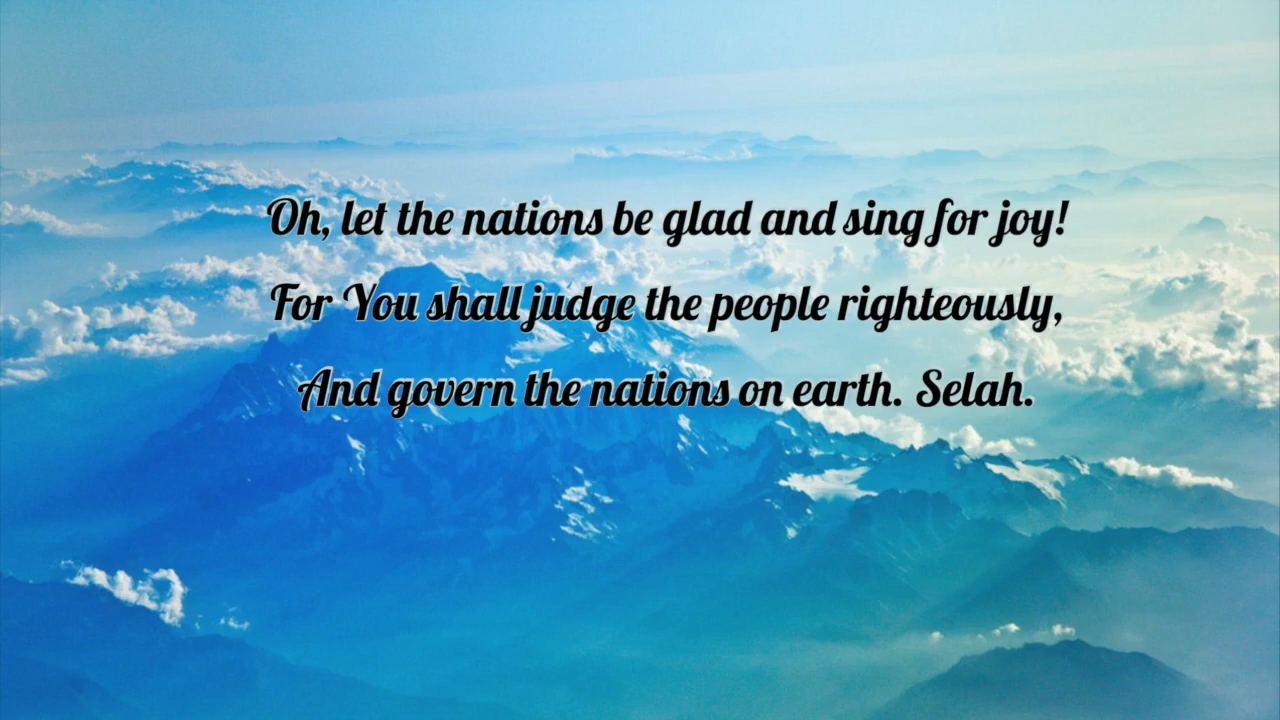 Oh, let the nations be glad and sing for joy!
For You shall judge the people righteously,
And govern the nations on earth. Selah.